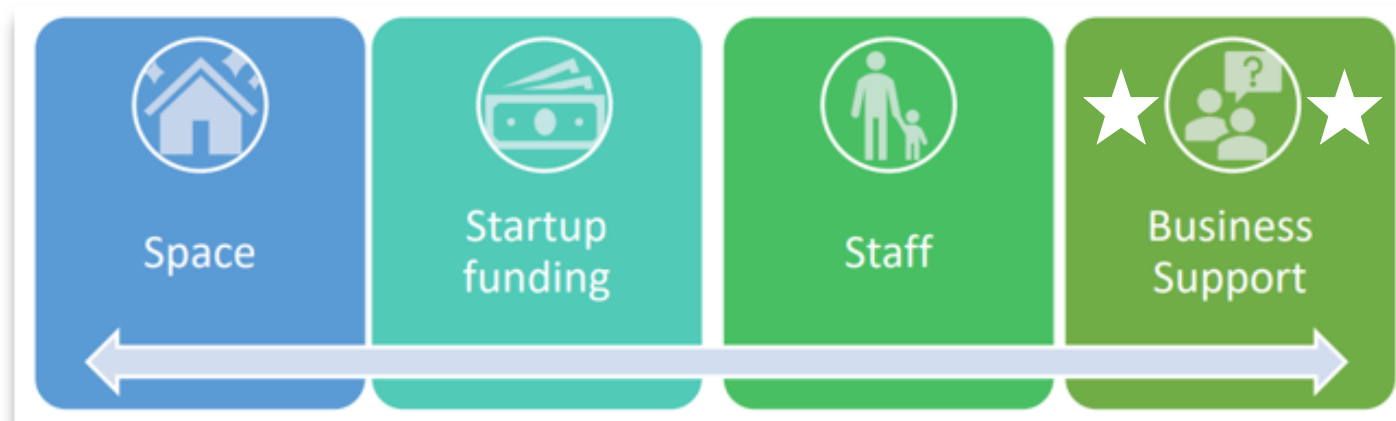 Space
Startup
funding
Staff
Business
Support
?